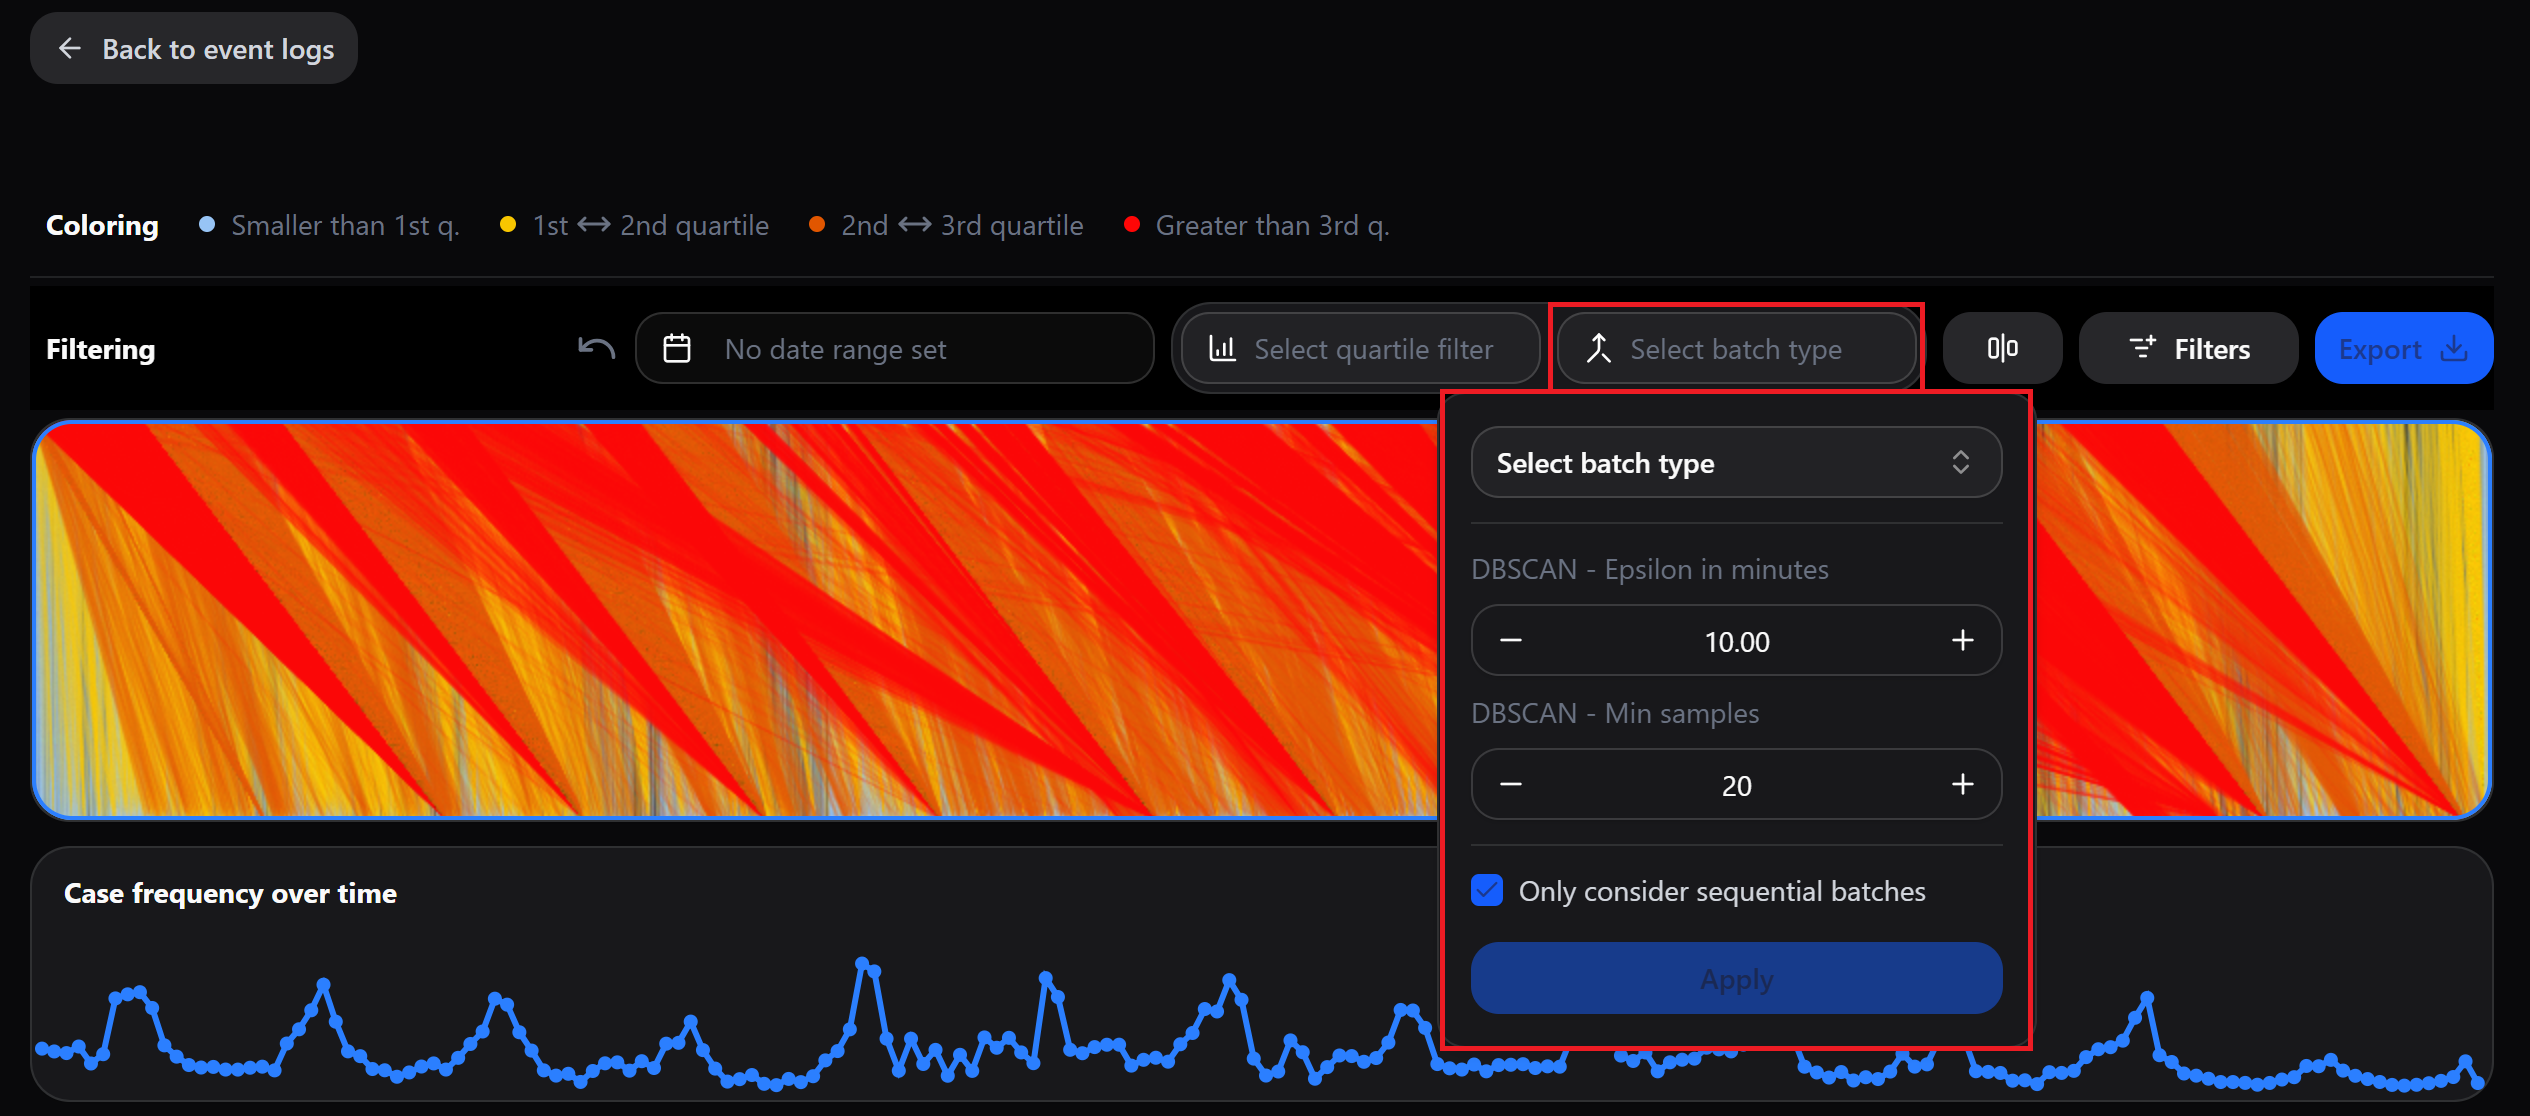 Back to event logs
Coloring Smaller than 1st q. 1st ↔ 2nd quartile 2nd ↔ 3rd quartile Greater than 3rd q.
Filtering No date range set Select quartile filter Select batch type Filters Export
Select batch type
DBSCAN - Epsilon in minutes
10.00
DBSCAN - Min samples
20
Only consider sequential batches
Apply
Case frequency over time